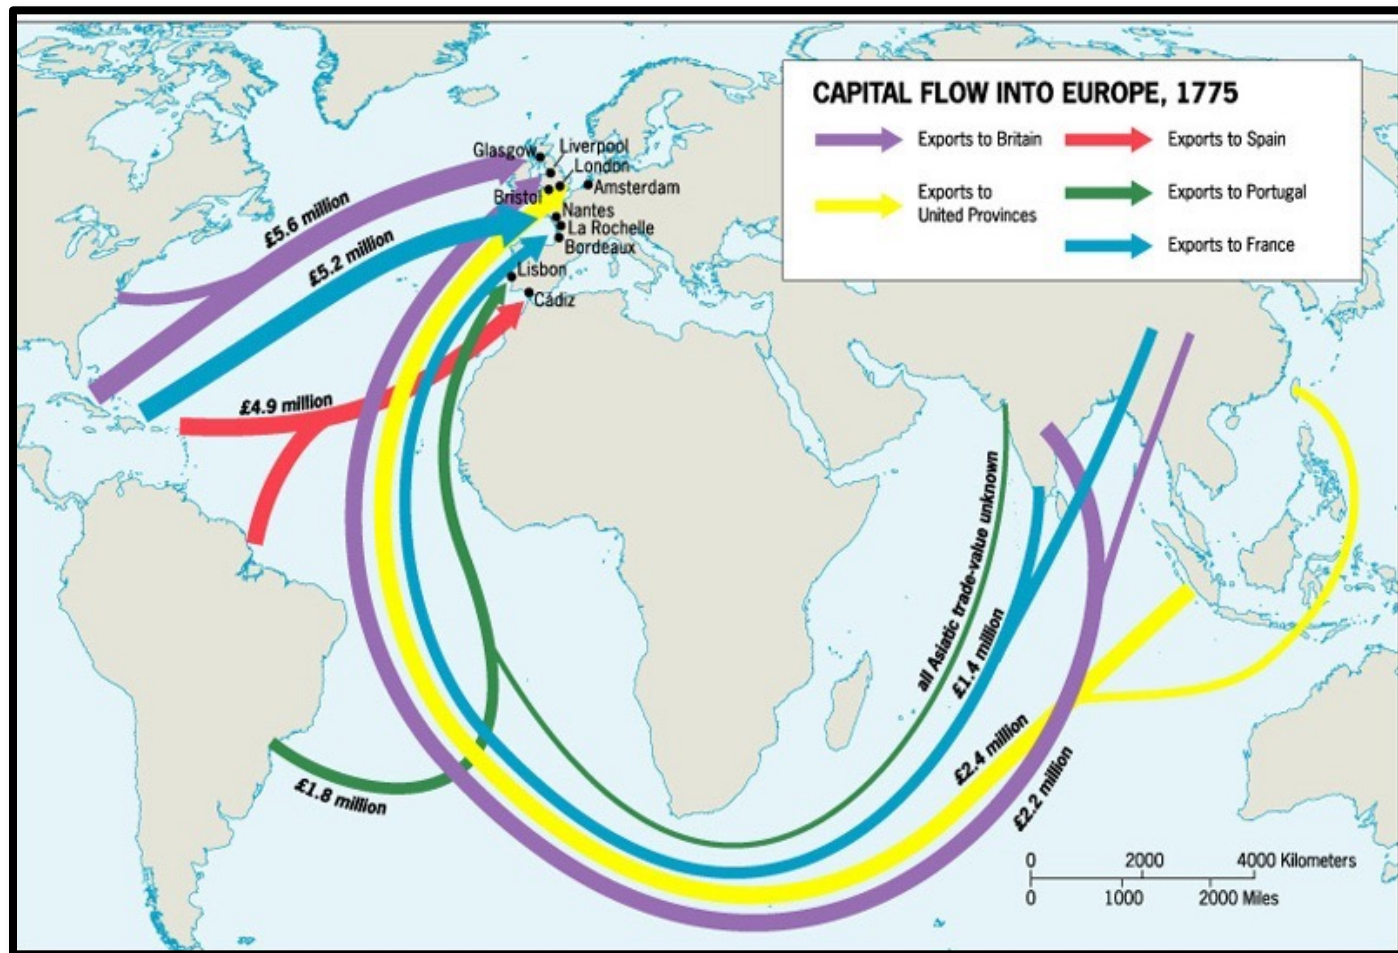 CAPITAL FLOW INTO EUROPE, 1775
Exports to Britain
Exports to Spain
Exports to
United Provinces
Exports to Portugal
Exports to France
Glasgow
Liverpool
London
Bristol
Amsterdam
Nantes
La Rochelle
Bordeaux
Lisbon
Cádiz
£5.6 million
£5.2 million
£4.9 million
£1.8 million
all Asiatic trade-value unknown
£1.4 million
£2.4 million
£2.2 million
0 2000 4000 Kilometers
0 1000 2000 Miles